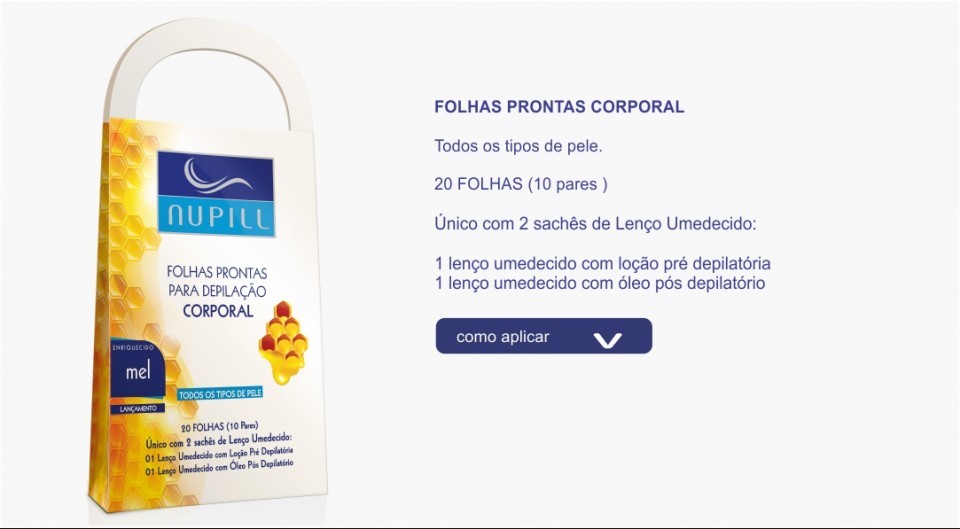 NUPILL
FOLHAS PRONTAS
PARA DEPILAÇÃO
CORPORAL
ENRIQUECIDO
mel
LANÇAMENTO
TODOS OS TIPOS DE PELE
20 FOLHAS (10 Pares)
Único com 2 sachês de Lenço Umedecido:
01 Lenço Umedecido com Loção Pré Depilatória
01 Lenço Umedecido com Óleo Pós Depilatório
FOLHAS PRONTAS CORPORAL
Todos os tipos de pele.
20 FOLHAS (10 pares )
Único com 2 sachês de Lenço Umedecido:
1 lenço umedecido com loção pré depilatória
1 lenço umedecido com óleo pós depilatório
como aplicar